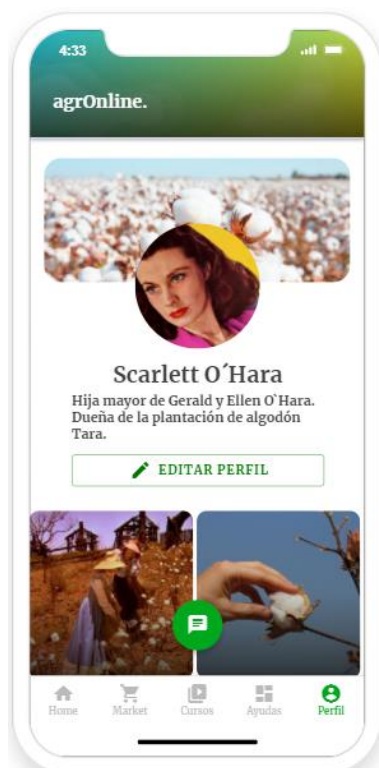 4:33
agrOnline.
Scarlett O´Hara
Hija mayor de Gerald y Ellen O`Hara.
Dueña de la plantación de algodón
Tara.
EDITAR PERFIL
Home Market Cursos Ayudas Perfil